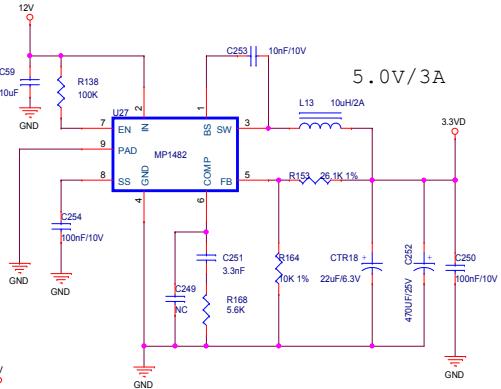 12V
C253
10nF/10V
5.0V/3A
C59
10uF
R138
100K
GND
U27
2
1
L13
10uH/2A
3.3VD
7
EN
IN
BS
SW
3
9
PAD
MP1482
8
SS
GND
COMP
FB
5
R153
26.1K 1%
4
6
C254
100nF/10V
GND
GND
C251
3.3nF
C249
NC
R168
5.6K
R164
10K 1%
CTR18
+
22uF/6.3V
C252
+
470UF/25V
C250
100nF/10V
GND
GND
V